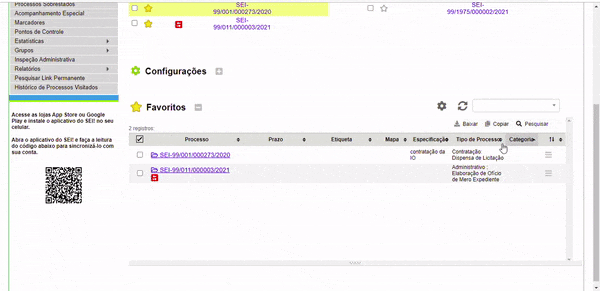 Processos Sobrestados
Acompanhamento Especial
Marcadores
Pontos de Controle
Estatísticas
Grupos
Inspeção Administrativa
Relatórios
Pesquisar Link Permanente
Histórico de Processos Visitados
Acesse as lojas App Store ou Google
Play e instale o aplicativo do SEI! no seu
celular.
Abra o aplicativo do SEI! e faça a leitura
do código abaixo para sincronizá-lo com
sua conta.
SEI-
99/001/000273/2020
SEI-
99/1975/000002/2021
SEI-
99/011/000003/2021
Configurações
Favoritos
Baixar Copiar Pesquisar
2 registros:
Processo Prazo Etiqueta Mapa Especificação Tipo de Processo Categoria
SEI-99/001/000273/2020 contratação da IO Contratação: Dispensa de Licitação
SEI-99/011/000003/2021 Administrativo : Elaboração de Ofício de Mero Expediente